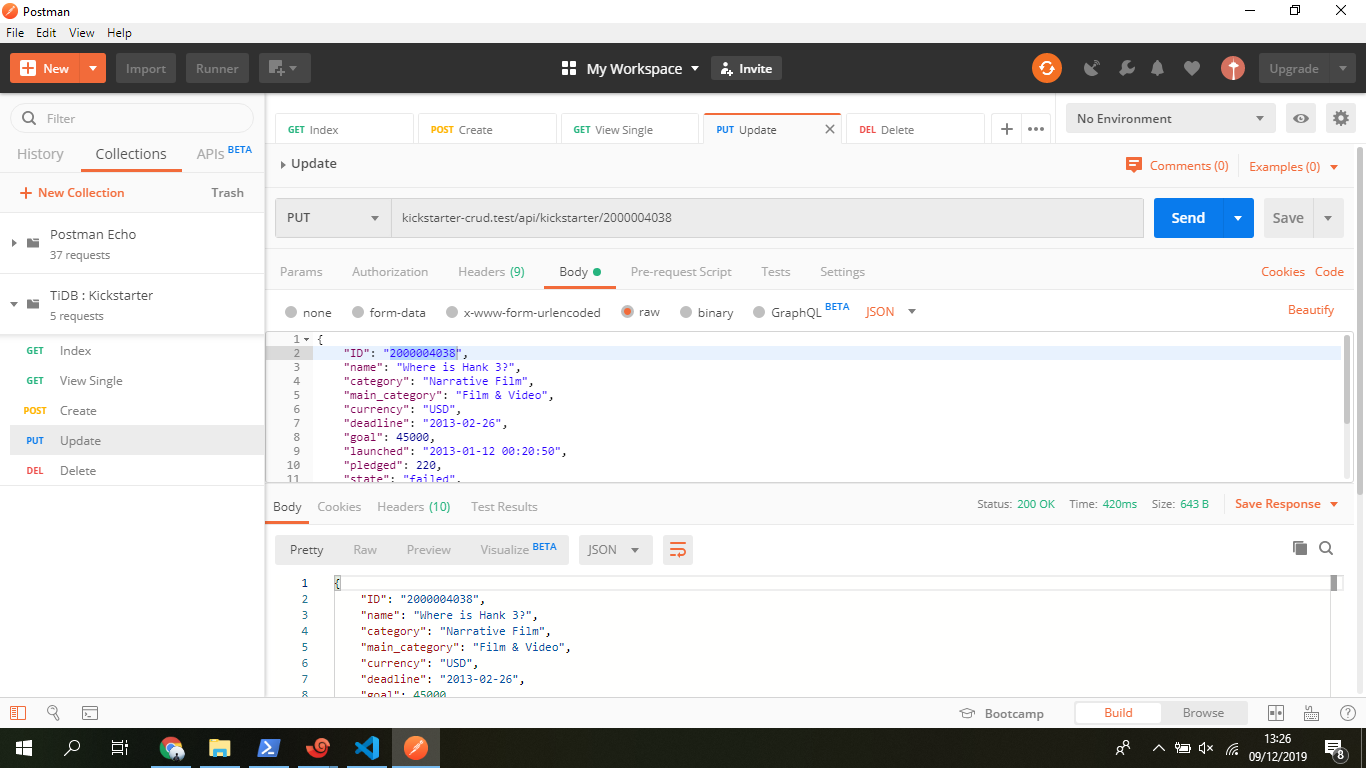 Postman
File Edit View Help
New Import Runner My Workspace Invite Upgrade
Filter
History Collections APIs BETA
New Collection Trash
Postman Echo
37 requests
TiDB : Kickstarter
5 requests
GET Index
GET View Single
POST Create
PUT Update
DEL Delete
GET Index POST Create GET View Single PUT Update DEL Delete No Environment
Update Comments (0) Examples (0)
PUT kickstarter-crud.test/api/kickstarter/2000004038 Send Save
Params Authorization Headers (9) Body Pre-request Script Tests Settings Cookies Code
none form-data x-www-form-urlencoded raw binary GraphQL BETA JSON Beautify
1 {
2 "ID": "2000004038",
3 "name": "Where is Hank 3?",
4 "category": "Narrative Film",
5 "main_category": "Film & Video",
6 "currency": "USD",
7 "deadline": "2013-02-26",
8 "goal": 45000,
9 "launched": "2013-01-12 00:20:50",
10 "pledged": 220,
11 "state": "failed",
Body Cookies Headers (10) Test Results Status: 200 OK Time: 420ms Size: 643 B Save Response
Pretty Raw Preview Visualize BETA JSON
1 {
2 "ID": "2000004038",
3 "name": "Where is Hank 3?",
4 "category": "Narrative Film",
5 "main_category": "Film & Video",
6 "currency": "USD",
7 "deadline": "2013-02-26",
8 "goal": 45000
Bootcamp Build Browse
13:26
09/12/2019
8